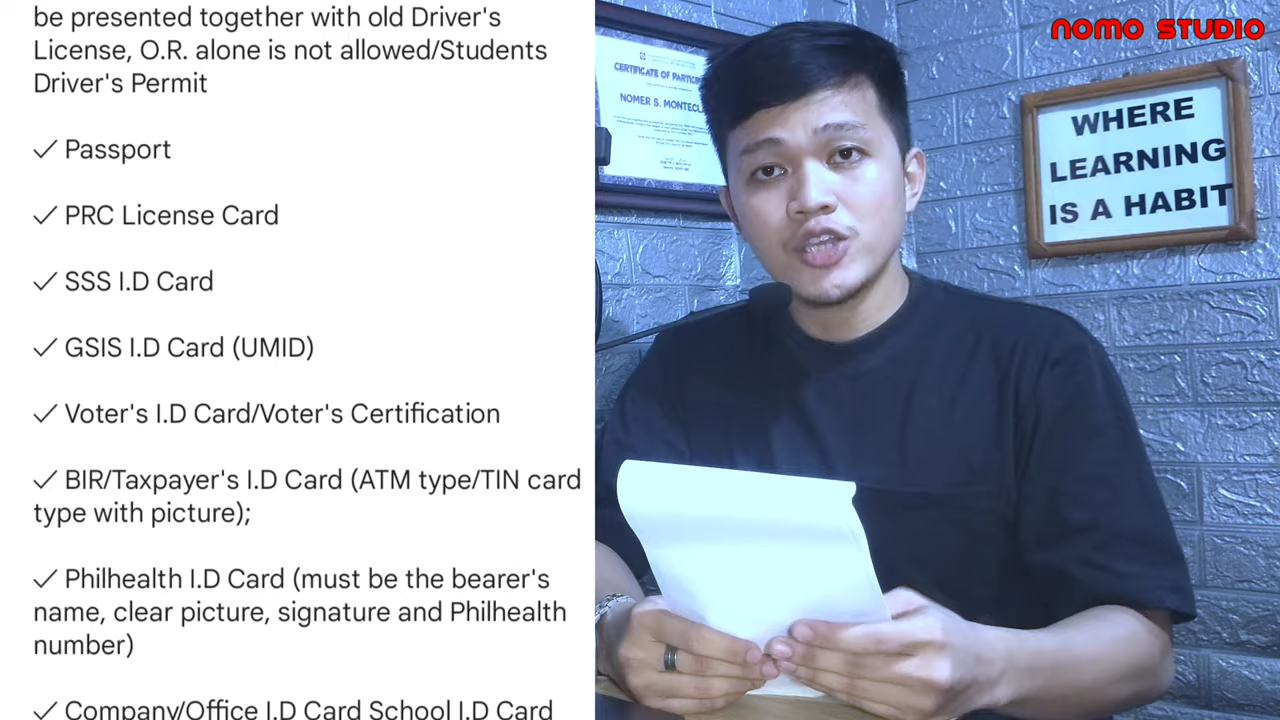 be presented together with old Driver's
License, O.R. alone is not allowed/Students
Driver's Permit
✓ Passport
✓ PRC License Card
✓ SSS I.D Card
✓ GSIS I.D Card (UMID)
✓ Voter's I.D Card/Voter's Certification
✓ BIR/Taxpayer's I.D Card (ATM type/TIN card
type with picture);
✓ Philhealth I.D Card (must be the bearer's
name, clear picture, signature and Philhealth
number)
✓ Company/Office I.D Card School I.D Card
NOMO STUDIO
CERTIFICATE OF
NOMER S.
WHERE
LEARNING
IS A HABIT